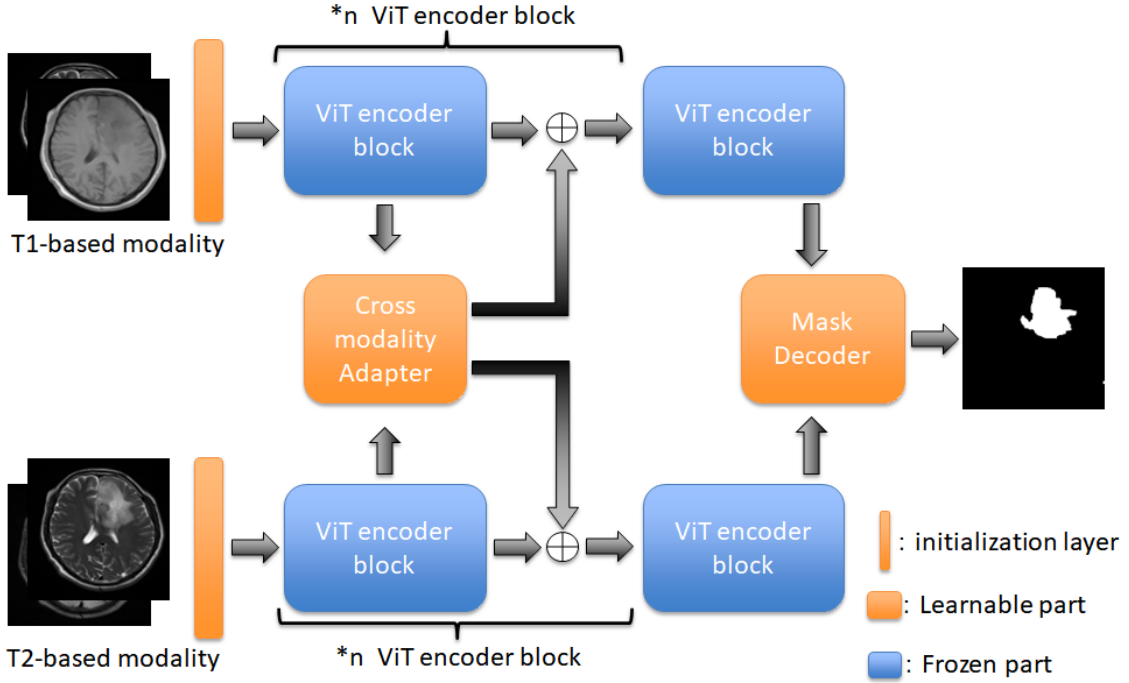 *n ViT encoder block
ViT encoder
block
ViT encoder
block
T1-based modality
Cross
modality
Adapter
Mask
Decoder
ViT encoder
block
ViT encoder
block
: initialization layer
: Learnable part
: Frozen part
T2-based modality
*n ViT encoder block